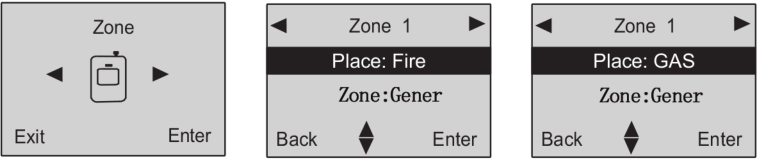 Zone
Exit Enter
Zone 1
Place: Fire
Zone:Gener
Back Enter
Zone 1
Place: GAS
Zone:Gener
Back Enter